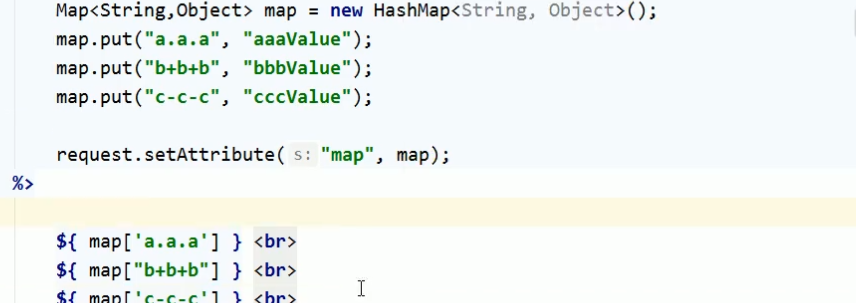 Map<String,Object> map = new HashMap<String, Object>();
map.put("a.a.a", "aaaValue");
map.put("b+b+b", "bbbValue");
map.put("c-c-c", "cccValue");
request.setAttribute( s: "map", map);
%>
${ map['a.a.a'] } <br>
${ map["b+b+b"] } <br>
${ map['c-c-c'] } <br>